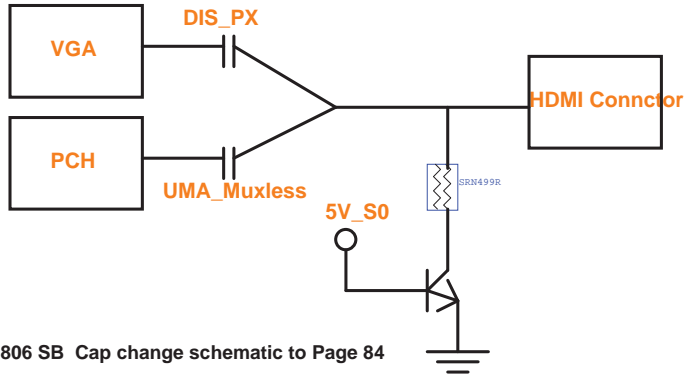 DIS_PX
VGA
HDMI Connctor
PCH
SRN499R
UMA_Muxless
5V_S0
806 SB Cap change schematic to Page 84